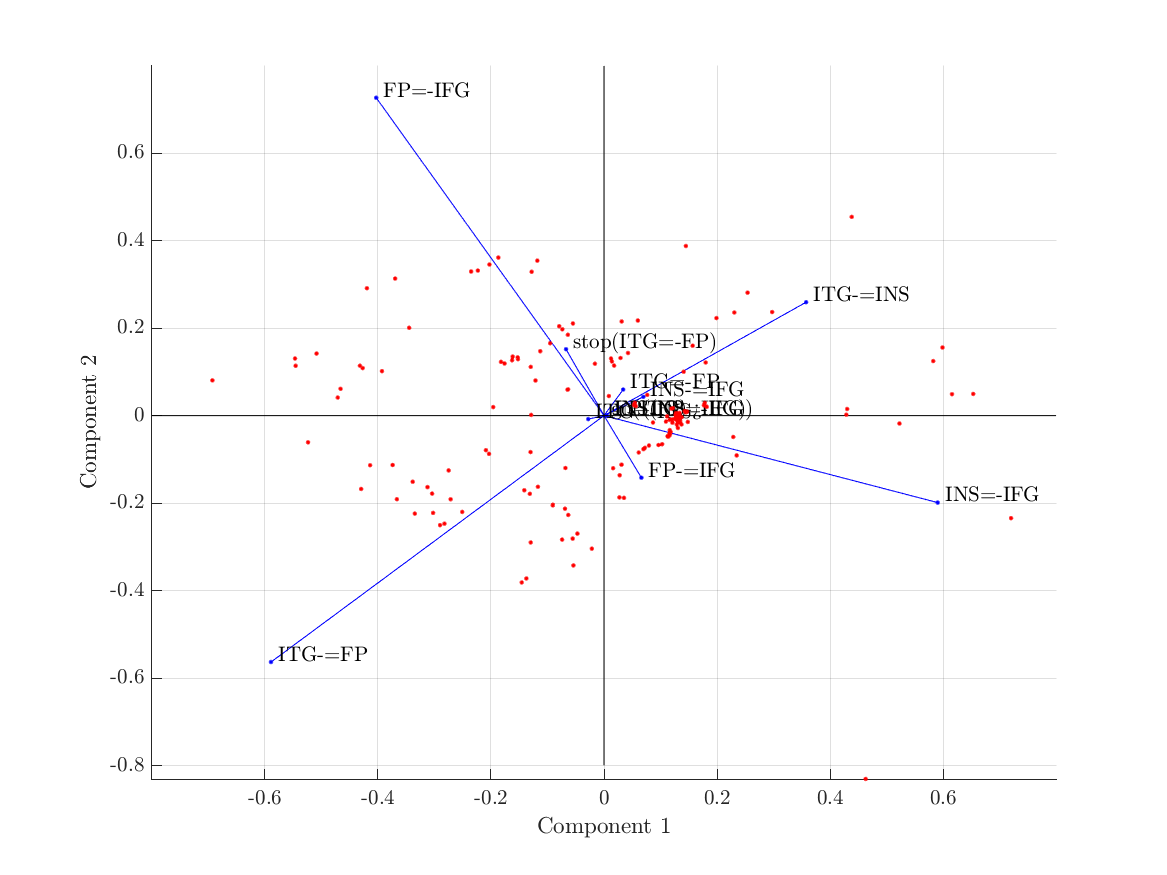 FP=-IFG
0.6
0.4
ITG-=INS
0.2
stop(ITG=-FP)
ITG=-FP
INS-=IFG
0
FP-=IFG
-0.2
INS=-IFG
-0.4
ITG-=FP
-0.6
-0.8
-0.6
-0.4
-0.2
0
0.2
0.4
0.6
Component 1
Component 2